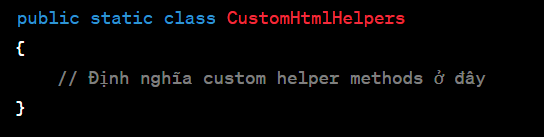 public static class CustomHtmlHelpers
{
// Định nghĩa custom helper methods ở đây
}